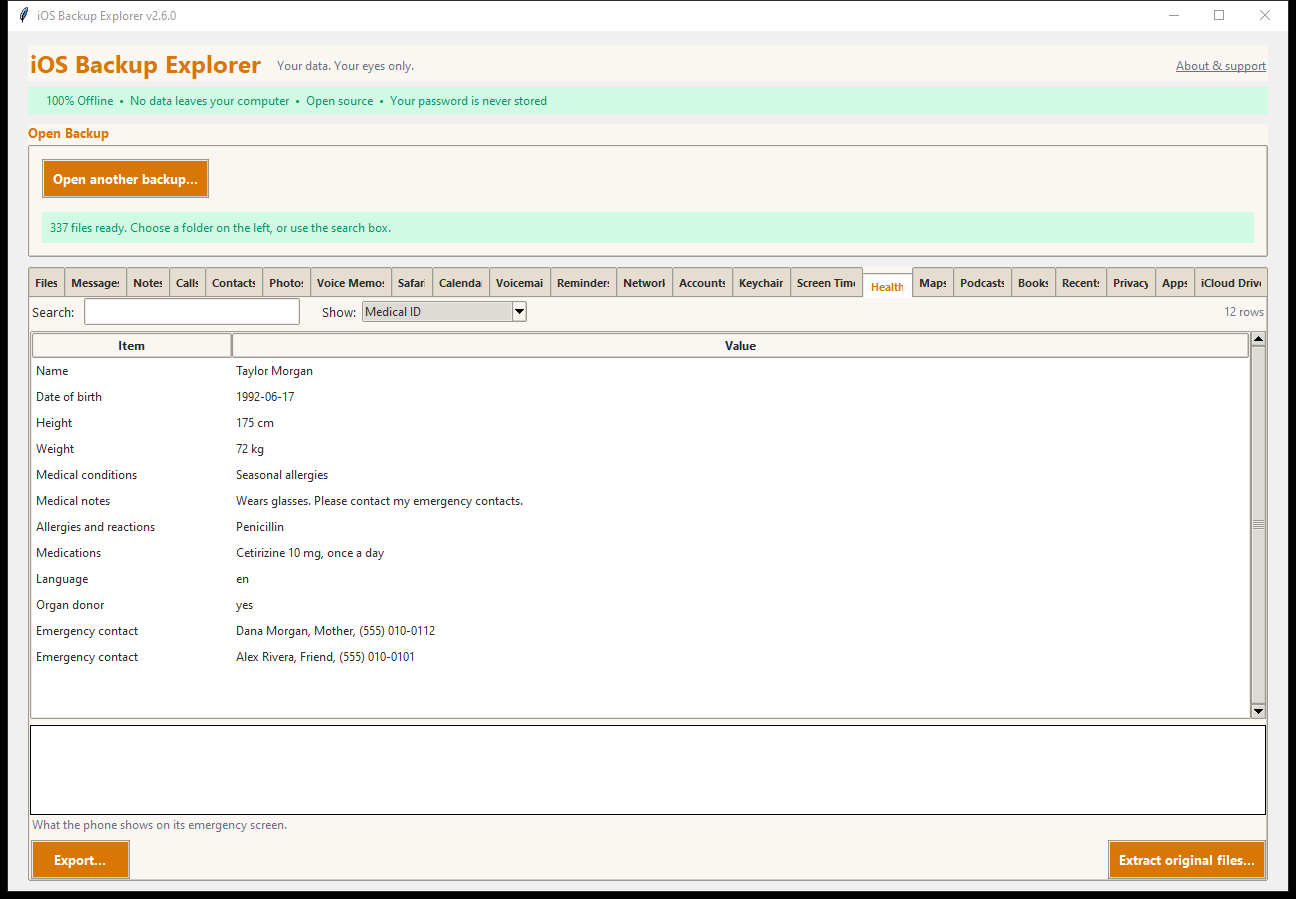 iOS Backup Explorer v2.6.0
iOS Backup Explorer Your data. Your eyes only. About & support
100% Offline • No data leaves your computer • Open source • Your password is never stored
Open Backup
Open another backup...
337 files ready. Choose a folder on the left, or use the search box.
Files Messages Notes Calls Contacts Photos Voice Memos Safari Calenda Voicemai Reminders Network Accounts Keychain Screen Time Health Maps Podcasts Books Recents Privacy Apps iCloud Drive
Search: Show: Medical ID 12 rows
Item Value
Name Taylor Morgan
Date of birth 1992-06-17
Height 175 cm
Weight 72 kg
Medical conditions Seasonal allergies
Medical notes Wears glasses. Please contact my emergency contacts.
Allergies and reactions Penicillin
Medications Cetirizine 10 mg, once a day
Language en
Organ donor yes
Emergency contact Dana Morgan, Mother, (555) 010-0112
Emergency contact Alex Rivera, Friend, (555) 010-0101
What the phone shows on its emergency screen.
Export... Extract original files...